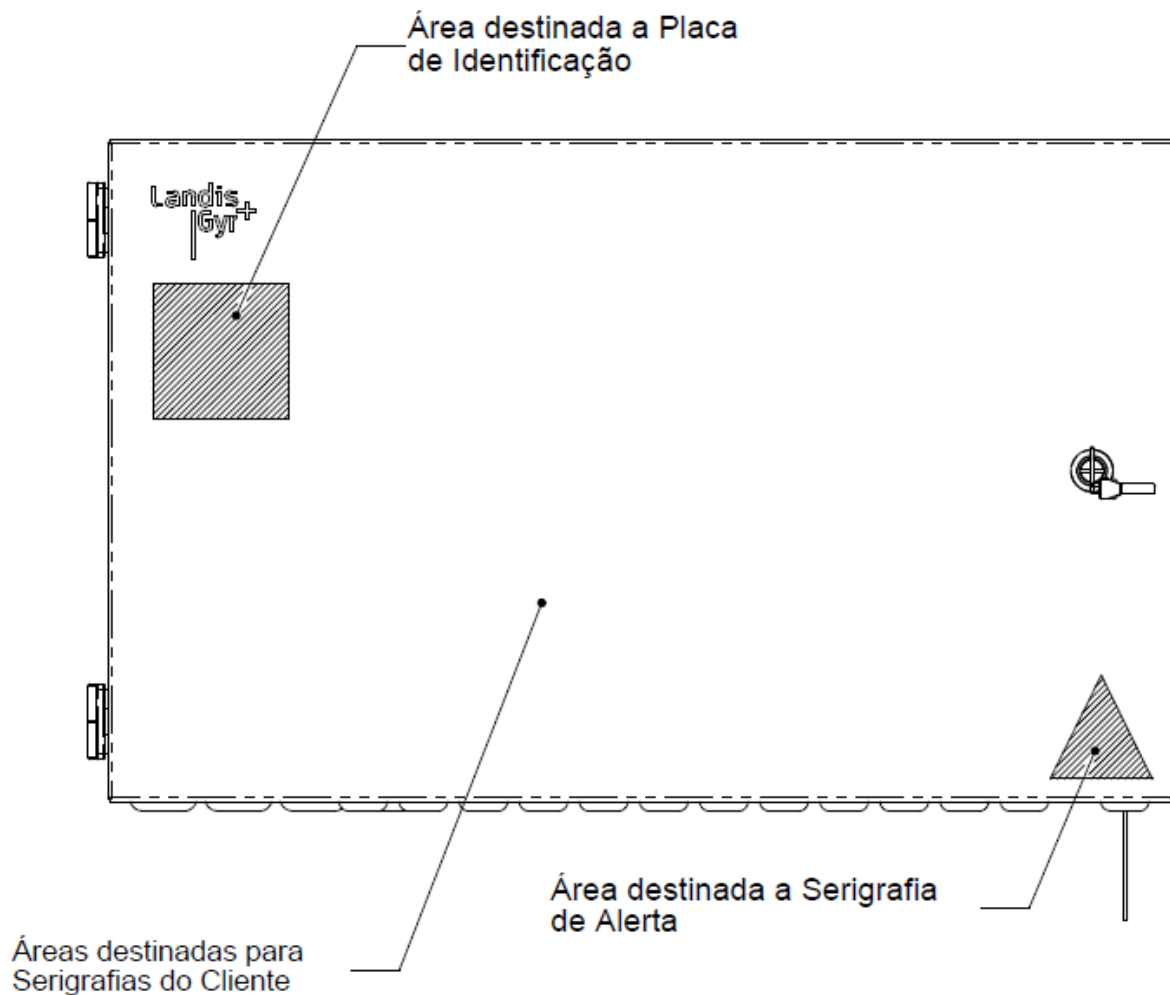 Área destinada a Placa
de Identificação
Landis
Gyr+
Área destinada a Serigrafia
de Alerta
Áreas destinadas para
Serigrafias do Cliente